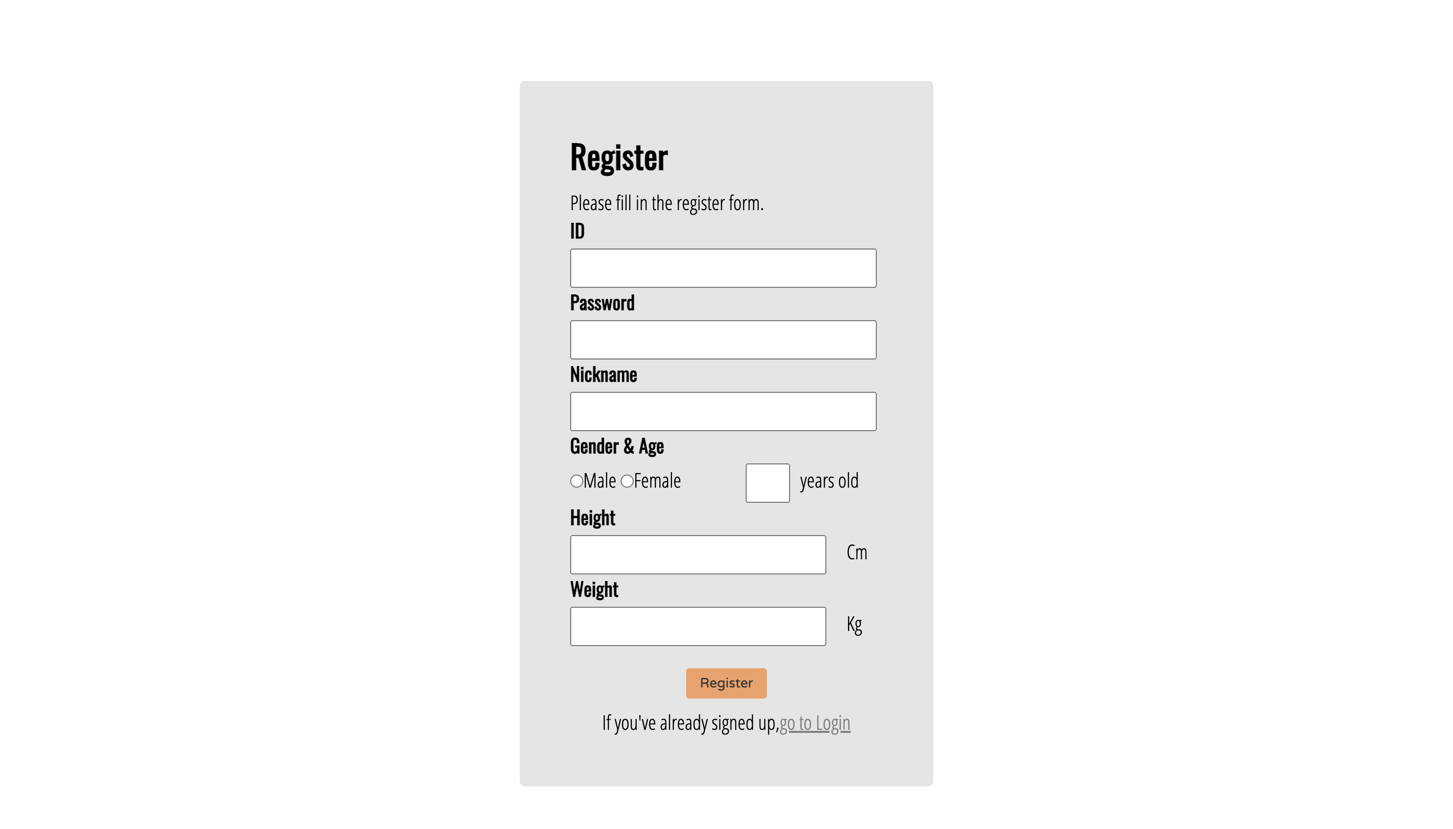 Register
Please fill in the register form.
ID
Password
Nickname
Gender & Age
Male Female years old
Height
Cm
Weight
Kg
Register
If you've already signed up,go to Login